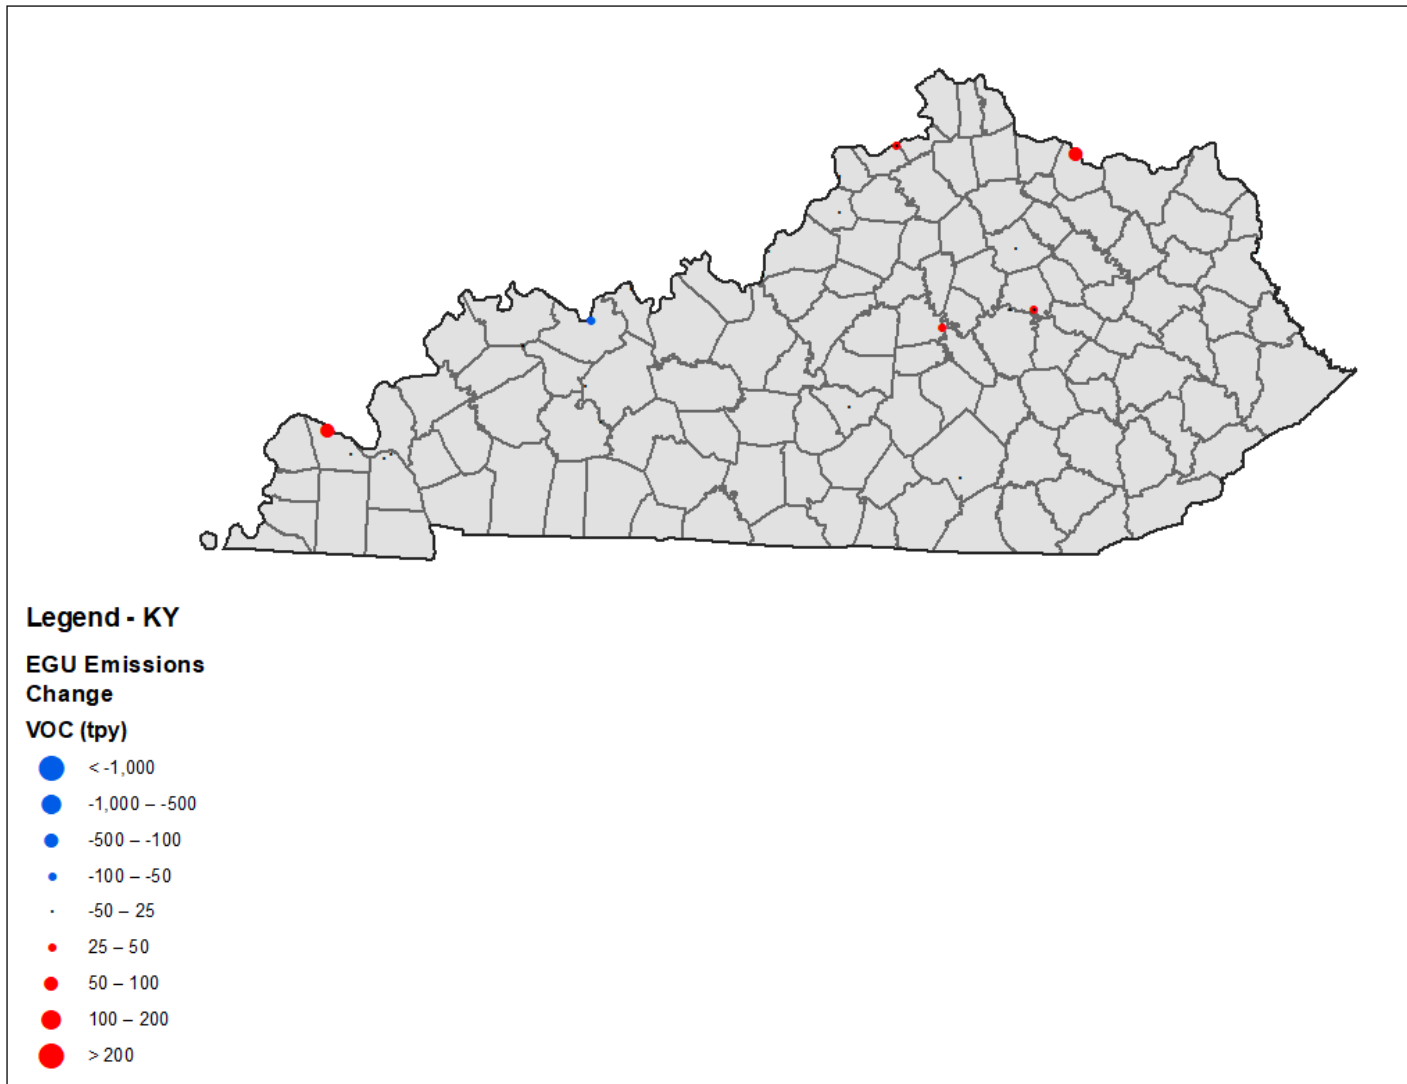 Legend - KY
EGU Emissions
Change
VOC (tpy)
< -1,000
-1,000 – -500
-500 – -100
-100 – -50
-50 – 25
25 – 50
50 – 100
100 – 200
> 200